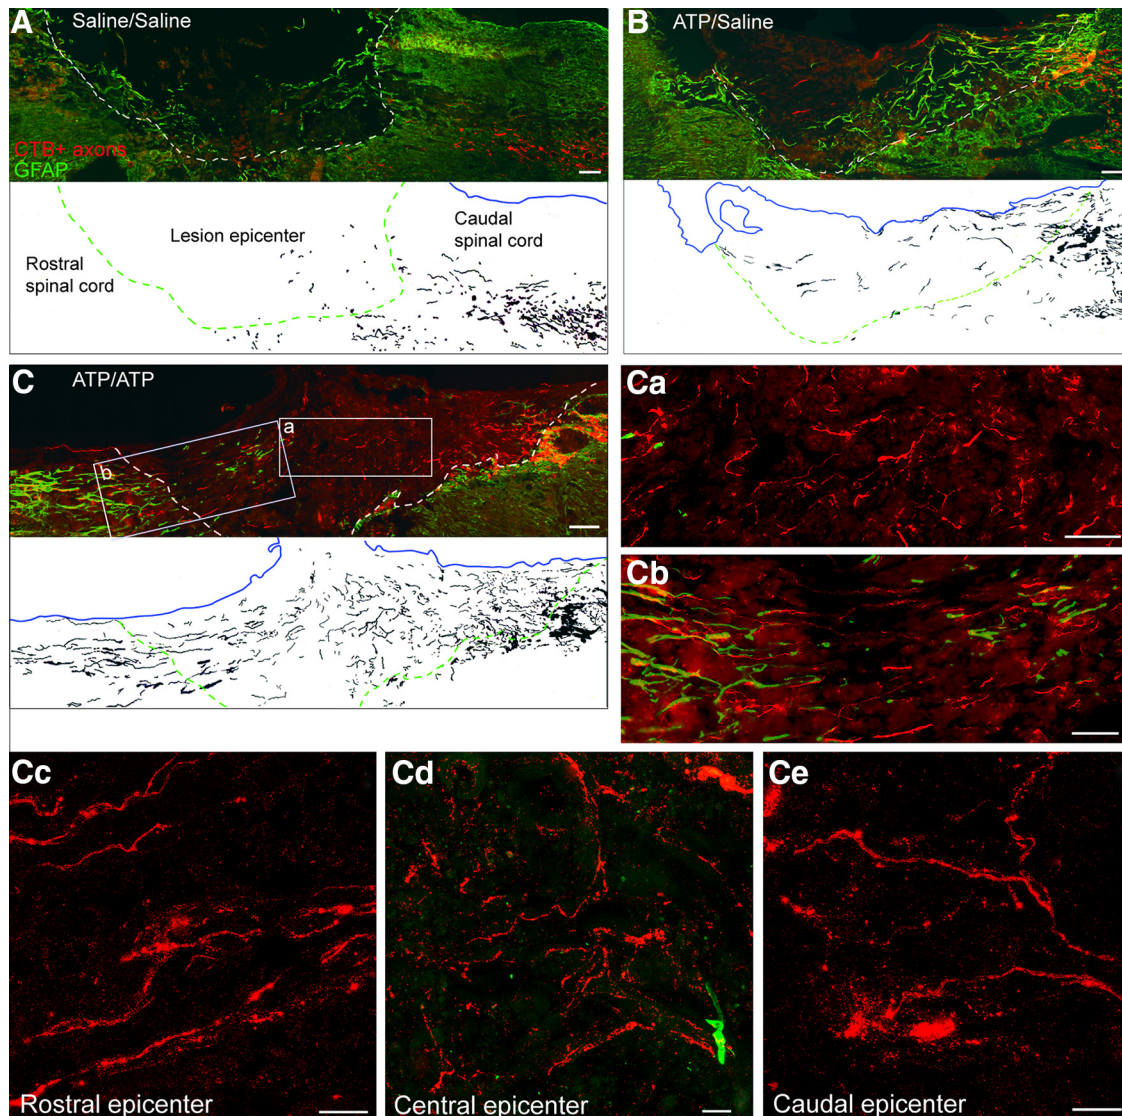 A
Saline/Saline
CTB+ axons
GFAP
Lesion epicenter
Rostral
spinal cord
Caudal
spinal cord
B
ATP/Saline
C
ATP/ATP
a
b
Ca
Cb
Cc
Rostral epicenter
Cd
Central epicenter
Ce
Caudal epicenter